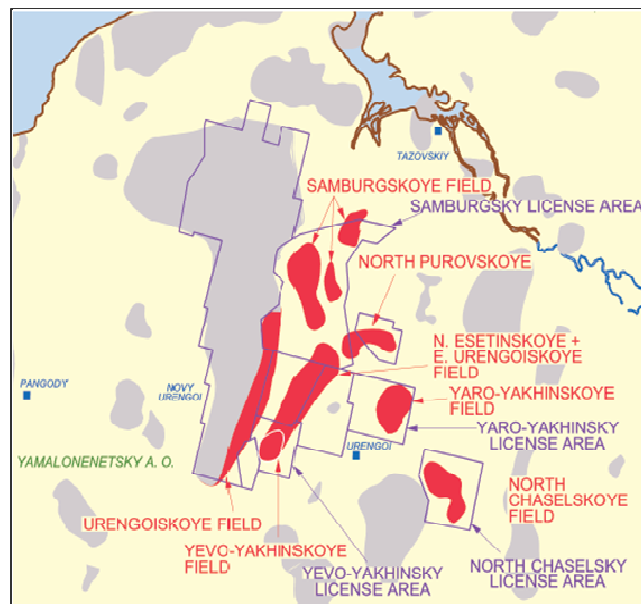 TAZOVSKIY
SAMBURGSKOYE FIELD
SAMBURGSKY LICENSE AREA
NORTH PUROVSKOYE
N. ESETINSKOYE +
E. URENGOISKOYE
FIELD
PANGODY
NOVY
URENGOI
YARO-YAKHINSKOYE
FIELD
YARO-YAKHINSKY
LICENSE AREA
URENGOI
YAMALONENETSKY A. O.
NORTH
CHASELSKOYE
FIELD
URENGOISKOYE FIELD
YEVO-YAKHINSKOYE
FIELD
YEVO-YAKHINSKY
LICENSE AREA
NORTH CHASELSKY
LICENSE AREA